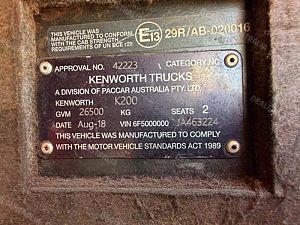 THIS VEHICLE WAS
MANUFACTURED TO CONFORM
WITH THE CAB STRENGTH
REQUIREMENTS OF UN ECE r29
E13 29R/AB-020016
APPROVAL NO. 42223 CATEGORY NC
KENWORTH TRUCKS
A DIVISION OF PACCAR AUSTRALIA PTY. LTD.
KENWORTH K200
GVM 26500 KG SEATS 2
DATE Aug-18 VIN 6F5000000 JA463224
THIS VEHICLE WAS MANUFACTURED TO COMPLY
WITH THE MOTOR VEHICLE STANDARDS ACT 1989